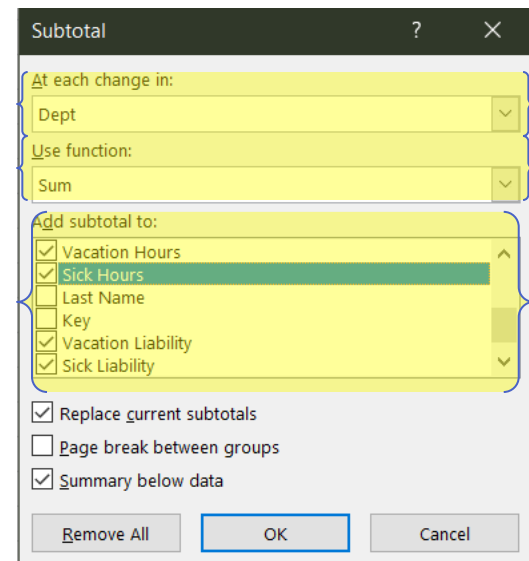 Subtotal ? ×
At each change in:
Dept
Use function:
Sum
Add subtotal to:
Vacation Hours
Sick Hours
Last Name
Key
Vacation Liability
Sick Liability
Replace current subtotals
Page break between groups
Summary below data
Remove All OK Cancel